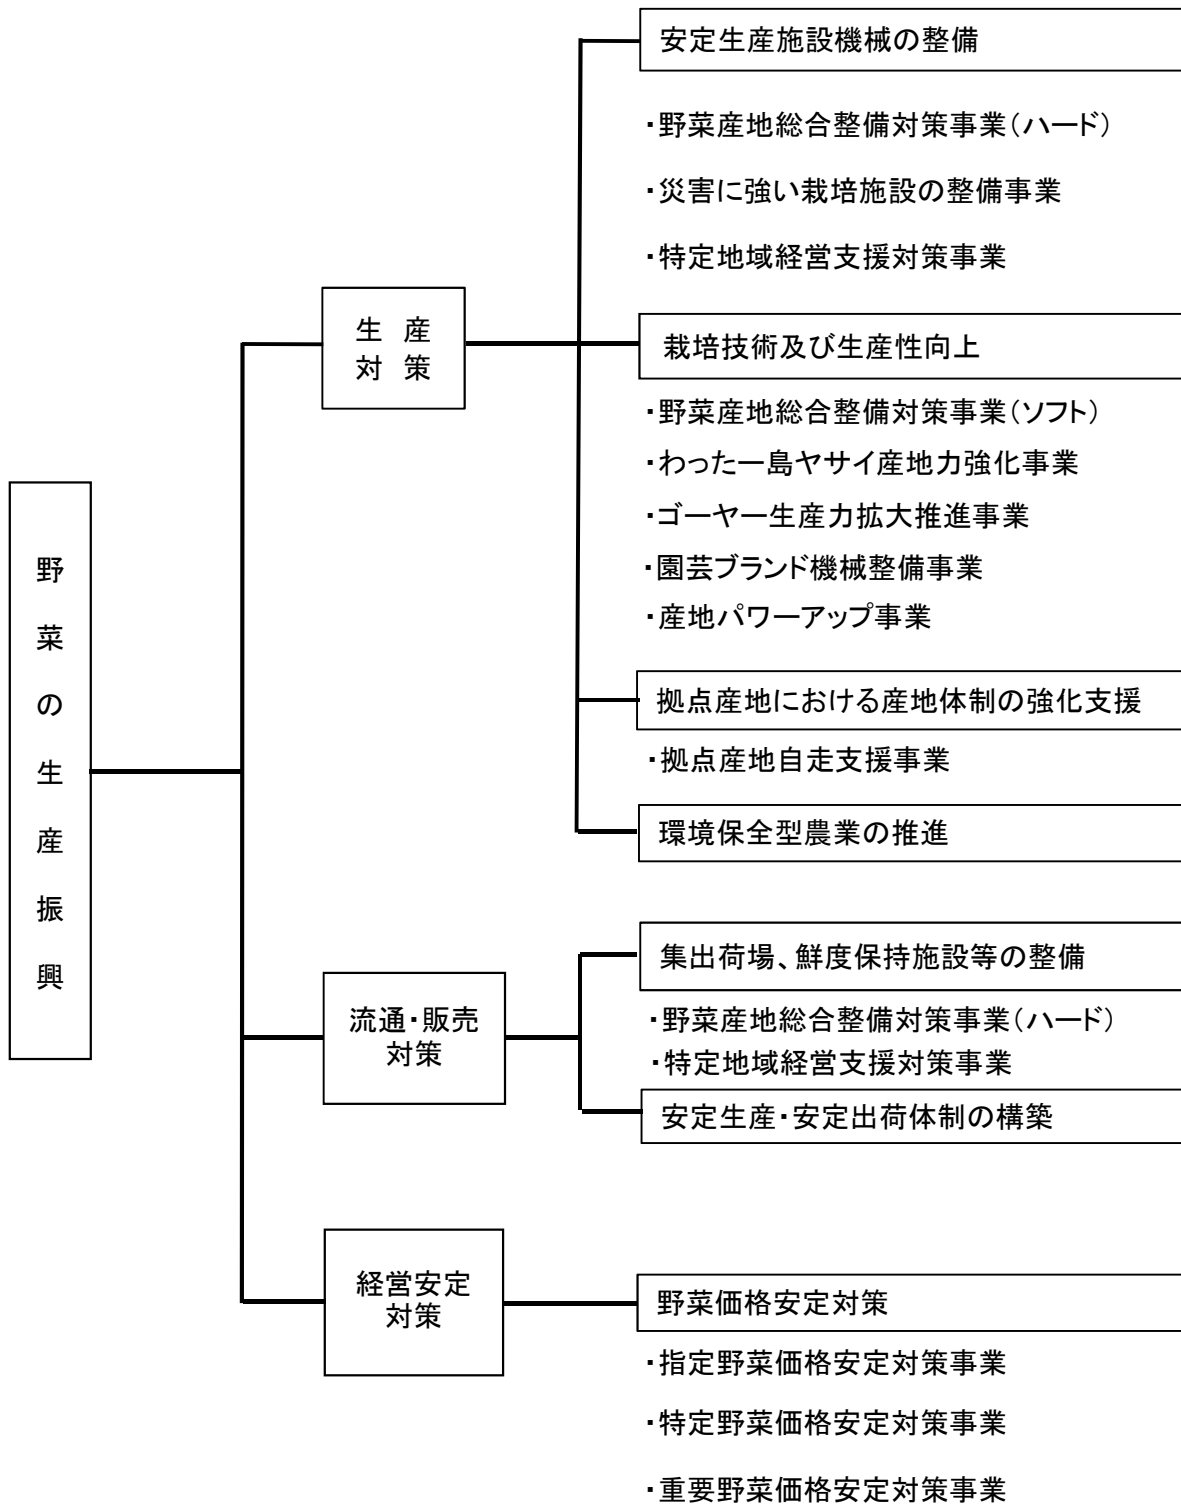 野菜の生産振興
生産
対策
安定生産施設機械の整備
・野菜産地総合整備対策事業（ハード）
・災害に強い栽培施設の整備事業
・特定地域経営支援対策事業
栽培技術及び生産性向上
・野菜産地総合整備対策事業（ソフト）
・わったー島ヤサイ産地力強化事業
・ゴーヤー生産力拡大推進事業
・園芸ブランド機械整備事業
・産地パワーアップ事業
拠点産地における産地体制の強化支援
・拠点産地自走支援事業
環境保全型農業の推進
流通・販売
対策
集出荷場、鮮度保持施設等の整備
・野菜産地総合整備対策事業（ハード）
・特定地域経営支援対策事業
安定生産・安定出荷体制の構築
経営安定
対策
野菜価格安定対策
・指定野菜価格安定対策事業
・特定野菜価格安定対策事業
・重要野菜価格安定対策事業